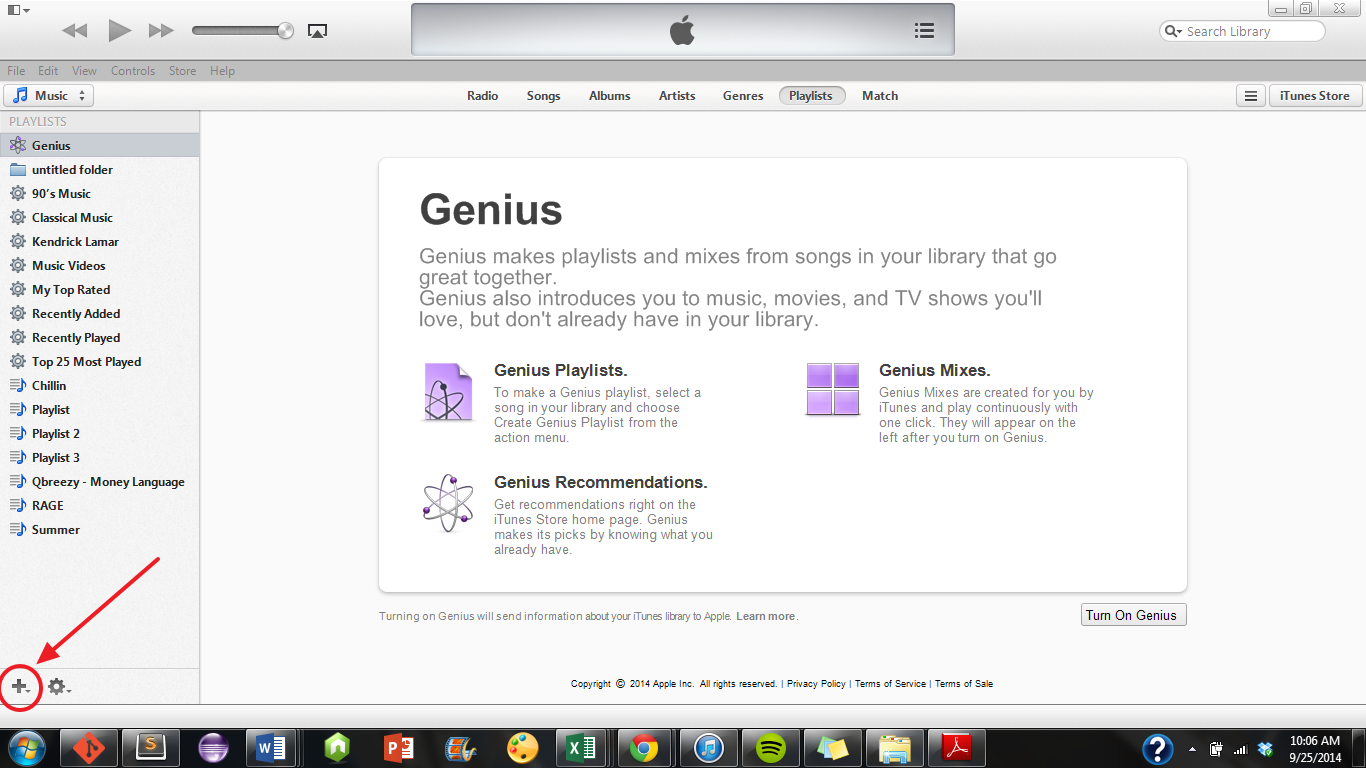 Search Library
File Edit View Controls Store Help
Music
Radio Songs Albums Artists Genres Playlists Match
iTunes Store
PLAYLISTS
Genius
untitled folder
90's Music
Classical Music
Kendrick Lamar
Music Videos
My Top Rated
Recently Added
Recently Played
Top 25 Most Played
Chillin
Playlist
Playlist 2
Playlist 3
Qbreezy - Money Language
RAGE
Summer
Genius
Genius makes playlists and mixes from songs in your library that go
great together.
Genius also introduces you to music, movies, and TV shows you'll
love, but don't already have in your library.
Genius Playlists.
To make a Genius playlist, select a
song in your library and choose
Create Genius Playlist from the
action menu.
Genius Mixes.
Genius Mixes are created for you by
iTunes and play continuously with
one click. They will appear on the
left after you turn on Genius.
Genius Recommendations.
Get recommendations right on the
iTunes Store home page. Genius
makes its picks by knowing what you
already have.
Turning on Genius will send information about your iTunes library to Apple. Learn more.
Turn On Genius
Copyright © 2014 Apple Inc. All rights reserved. | Privacy Policy | Terms of Service | Terms of Sale
S
W
P
X
?
10:06 AM
9/25/2014